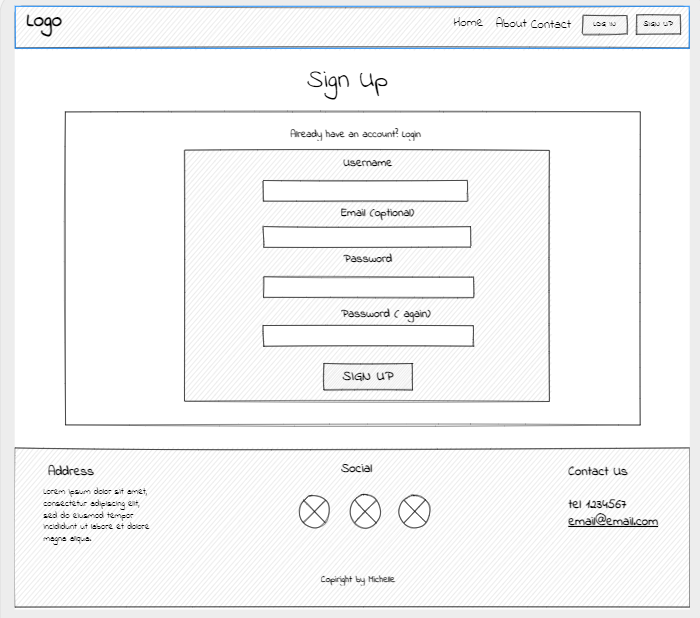 Logo
Home About Contact LOG IN SIGN UP
Sign Up
Already have an account? Login
Username
Email (optional)
Password
Password ( again)
SIGN UP
Address
Lorem ipsum dolor sit amet,
consectetur adipiscing elit,
sed do eiusmod tempor
incididunt ut labore et dolore
magna aliqua.
Social
Contact Us
tel 1234567
email@email.com
Copiright by Michelle